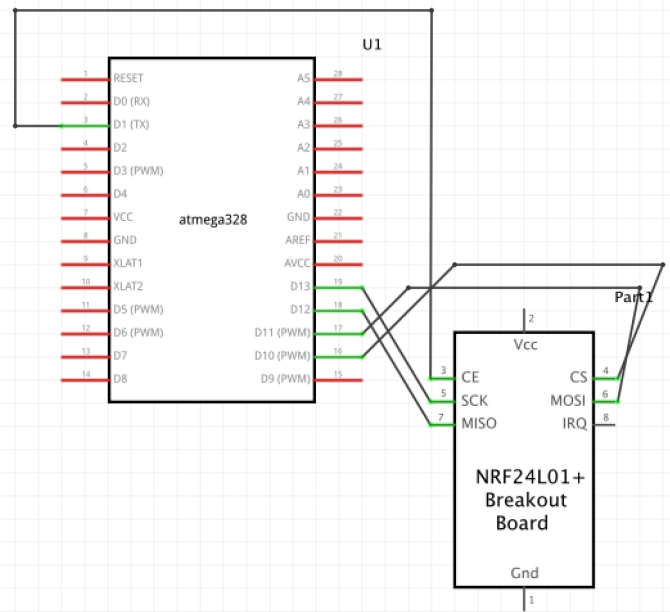 U1
1 RESET A5 28
2 D0 (RX) A4 27
3 D1 (TX) A3 26
4 D2 A2 25
5 D3 (PWM) A1 24
6 D4 A0 23
7 VCC GND 22
atmega328
8 GND AREF 21
9 XLAT1 AVCC 20
10 XLAT2 D13 19
11 D5 (PWM) D12 18
12 D6 (PWM) D11 (PWM) 17
13 D7 D10 (PWM) 16
14 D8 D9 (PWM) 15
Part1
2
Vcc
3 CE CS 4
5 SCK MOSI 6
7 MISO IRQ 8
NRF24L01+
Breakout
Board
Gnd
1